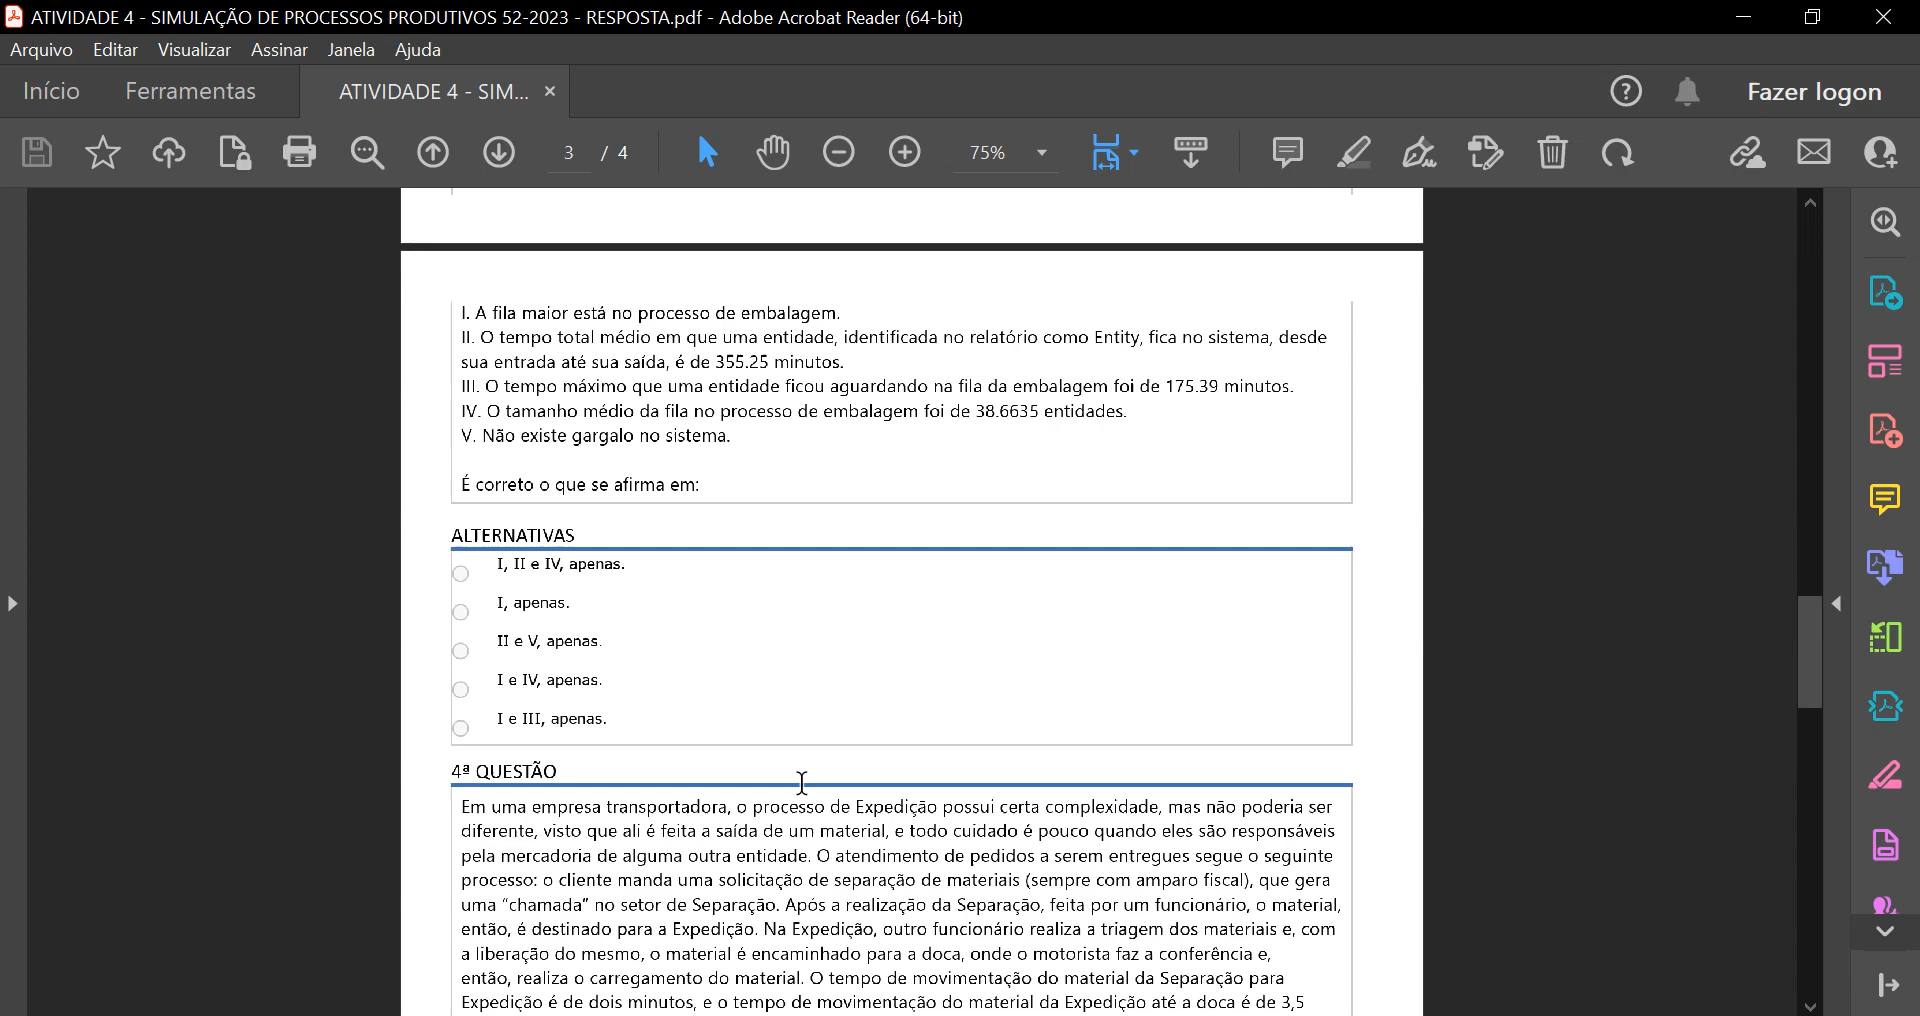 ATIVIDADE 4 - SIMULAÇÃO DE PROCESSOS PRODUTIVOS 52-2023 - RESPOSTA.pdf - Adobe Acrobat Reader (64-bit)
Arquivo Editar Visualizar Assinar Janela Ajuda
Início Ferramentas ATIVIDADE 4 - SIM... × Fazer logon
3 / 4 75%
I. A fila maior está no processo de embalagem.
II. O tempo total médio em que uma entidade, identificada no relatório como Entity, fica no sistema, desde
sua entrada até sua saída, é de 355.25 minutos.
III. O tempo máximo que uma entidade ficou aguardando na fila da embalagem foi de 175.39 minutos.
IV. O tamanho médio da fila no processo de embalagem foi de 38.6635 entidades.
V. Não existe gargalo no sistema.
É correto o que se afirma em:
ALTERNATIVAS
I, II e IV, apenas.
I, apenas.
II e V, apenas.
I e IV, apenas.
I e III, apenas.
4ª QUESTÃO
Em uma empresa transportadora, o processo de Expedição possui certa complexidade, mas não poderia ser
diferente, visto que ali é feita a saída de um material, e todo cuidado é pouco quando eles são responsáveis
pela mercadoria de alguma outra entidade. O atendimento de pedidos a serem entregues segue o seguinte
processo: o cliente manda uma solicitação de separação de materiais (sempre com amparo fiscal), que gera
uma “chamada” no setor de Separação. Após a realização da Separação, feita por um funcionário, o material,
então, é destinado para a Expedição. Na Expedição, outro funcionário realiza a triagem dos materiais e, com
a liberação do mesmo, o material é encaminhado para a doca, onde o motorista faz a conferência e,
então, realiza o carregamento do material. O tempo de movimentação do material da Separação para
Expedição é de dois minutos, e o tempo de movimentação do material da Expedição até a doca é de 3,5